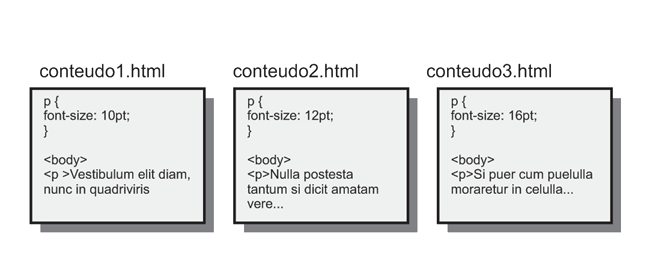 conteudo1.html
p {
font-size: 10pt;
}
<body>
<p >Vestibulum elit diam,
nunc in quadriviris
conteudo2.html
p {
font-size: 12pt;
}
<body>
<p>Nulla postesta
tantum si dicit amatam
vere...
conteudo3.html
p {
font-size: 16pt;
}
<body>
<p>Si puer cum puelulla
moraretur in celulla...